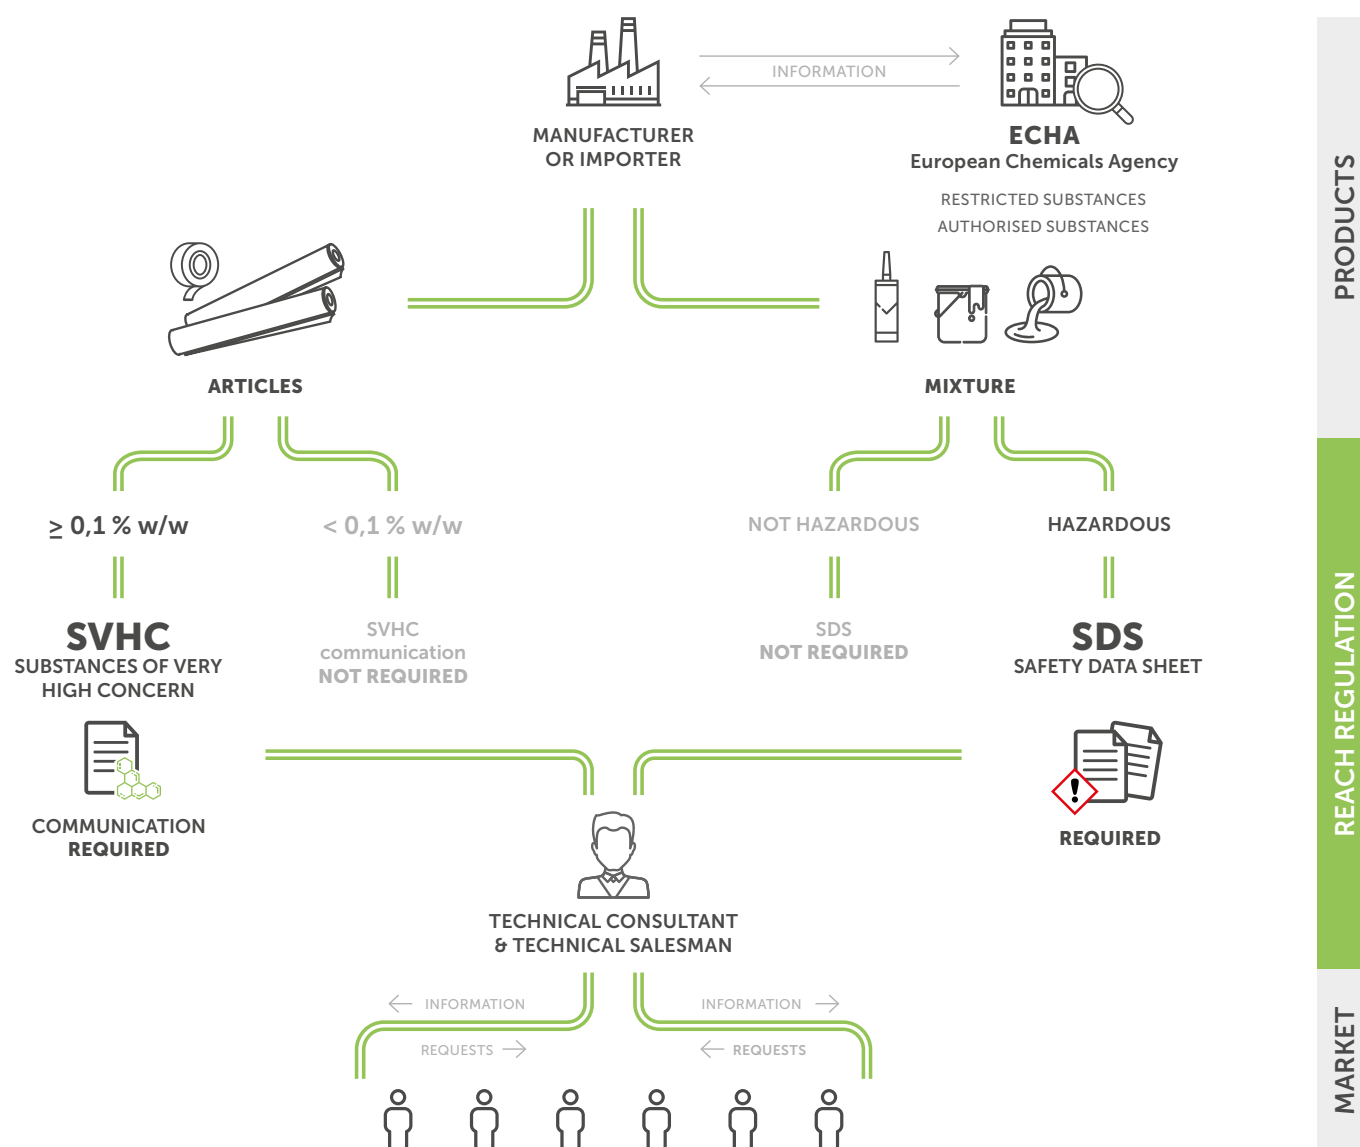 INFORMATION
MANUFACTURER
OR IMPORTER
ECHA
European Chemicals Agency
RESTRICTED SUBSTANCES
AUTHORISED SUBSTANCES
PRODUCTS
ARTICLES
MIXTURE
≥ 0,1 % w/w
< 0,1 % w/w
NOT HAZARDOUS
HAZARDOUS
SVHC
SUBSTANCES OF VERY
HIGH CONCERN
SVHC
communication
NOT REQUIRED
SDS
NOT REQUIRED
SDS
SAFETY DATA SHEET
REACH REGULATION
COMMUNICATION
REQUIRED
!
REQUIRED
TECHNICAL CONSULTANT
& TECHNICAL SALESMAN
← INFORMATION
INFORMATION →
REQUESTS →
← REQUESTS
MARKET